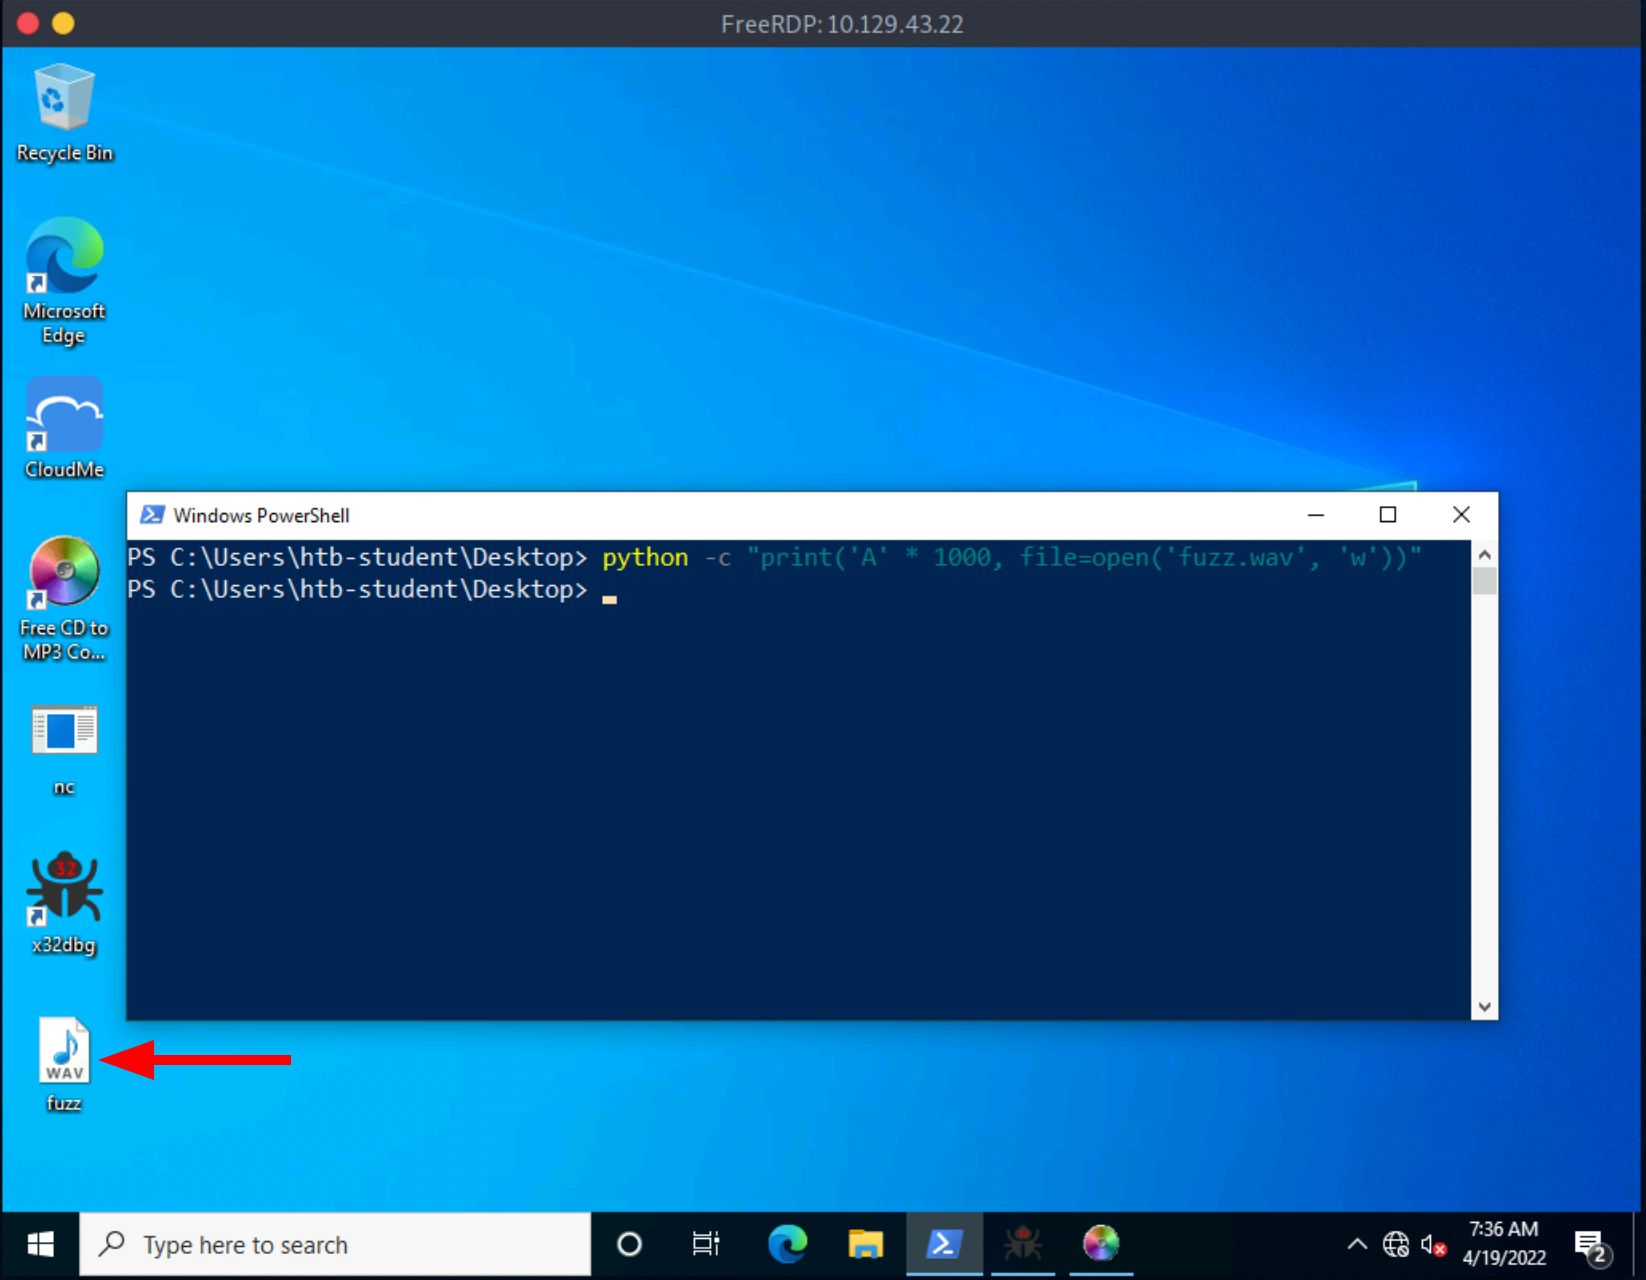 FreeRDP: 10.129.43.22
Recycle Bin
Microsoft
Edge
CloudMe
Free CD to
MP3 Co...
nc
32
x32dbg
WAV
fuzz
Windows PowerShell
PS C:\Users\htb-student\Desktop> python -c "print('A' * 1000, file=open('fuzz.wav', 'w'))"
PS C:\Users\htb-student\Desktop>
Type here to search
7:36 AM
4/19/2022
2